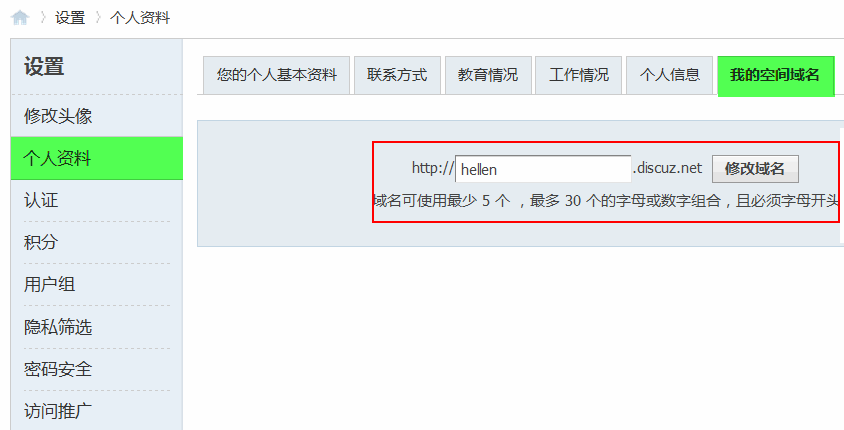 设置 个人资料
设置
修改头像
个人资料
认证
积分
用户组
隐私筛选
密码安全
访问推广
您的个人基本资料 联系方式 教育情况 工作情况 个人信息 我的空间域名
http://hellen.discuz.net 修改域名
域名可使用最少 5 个 ，最多 30 个的字母或数字组合，且必须字母开头